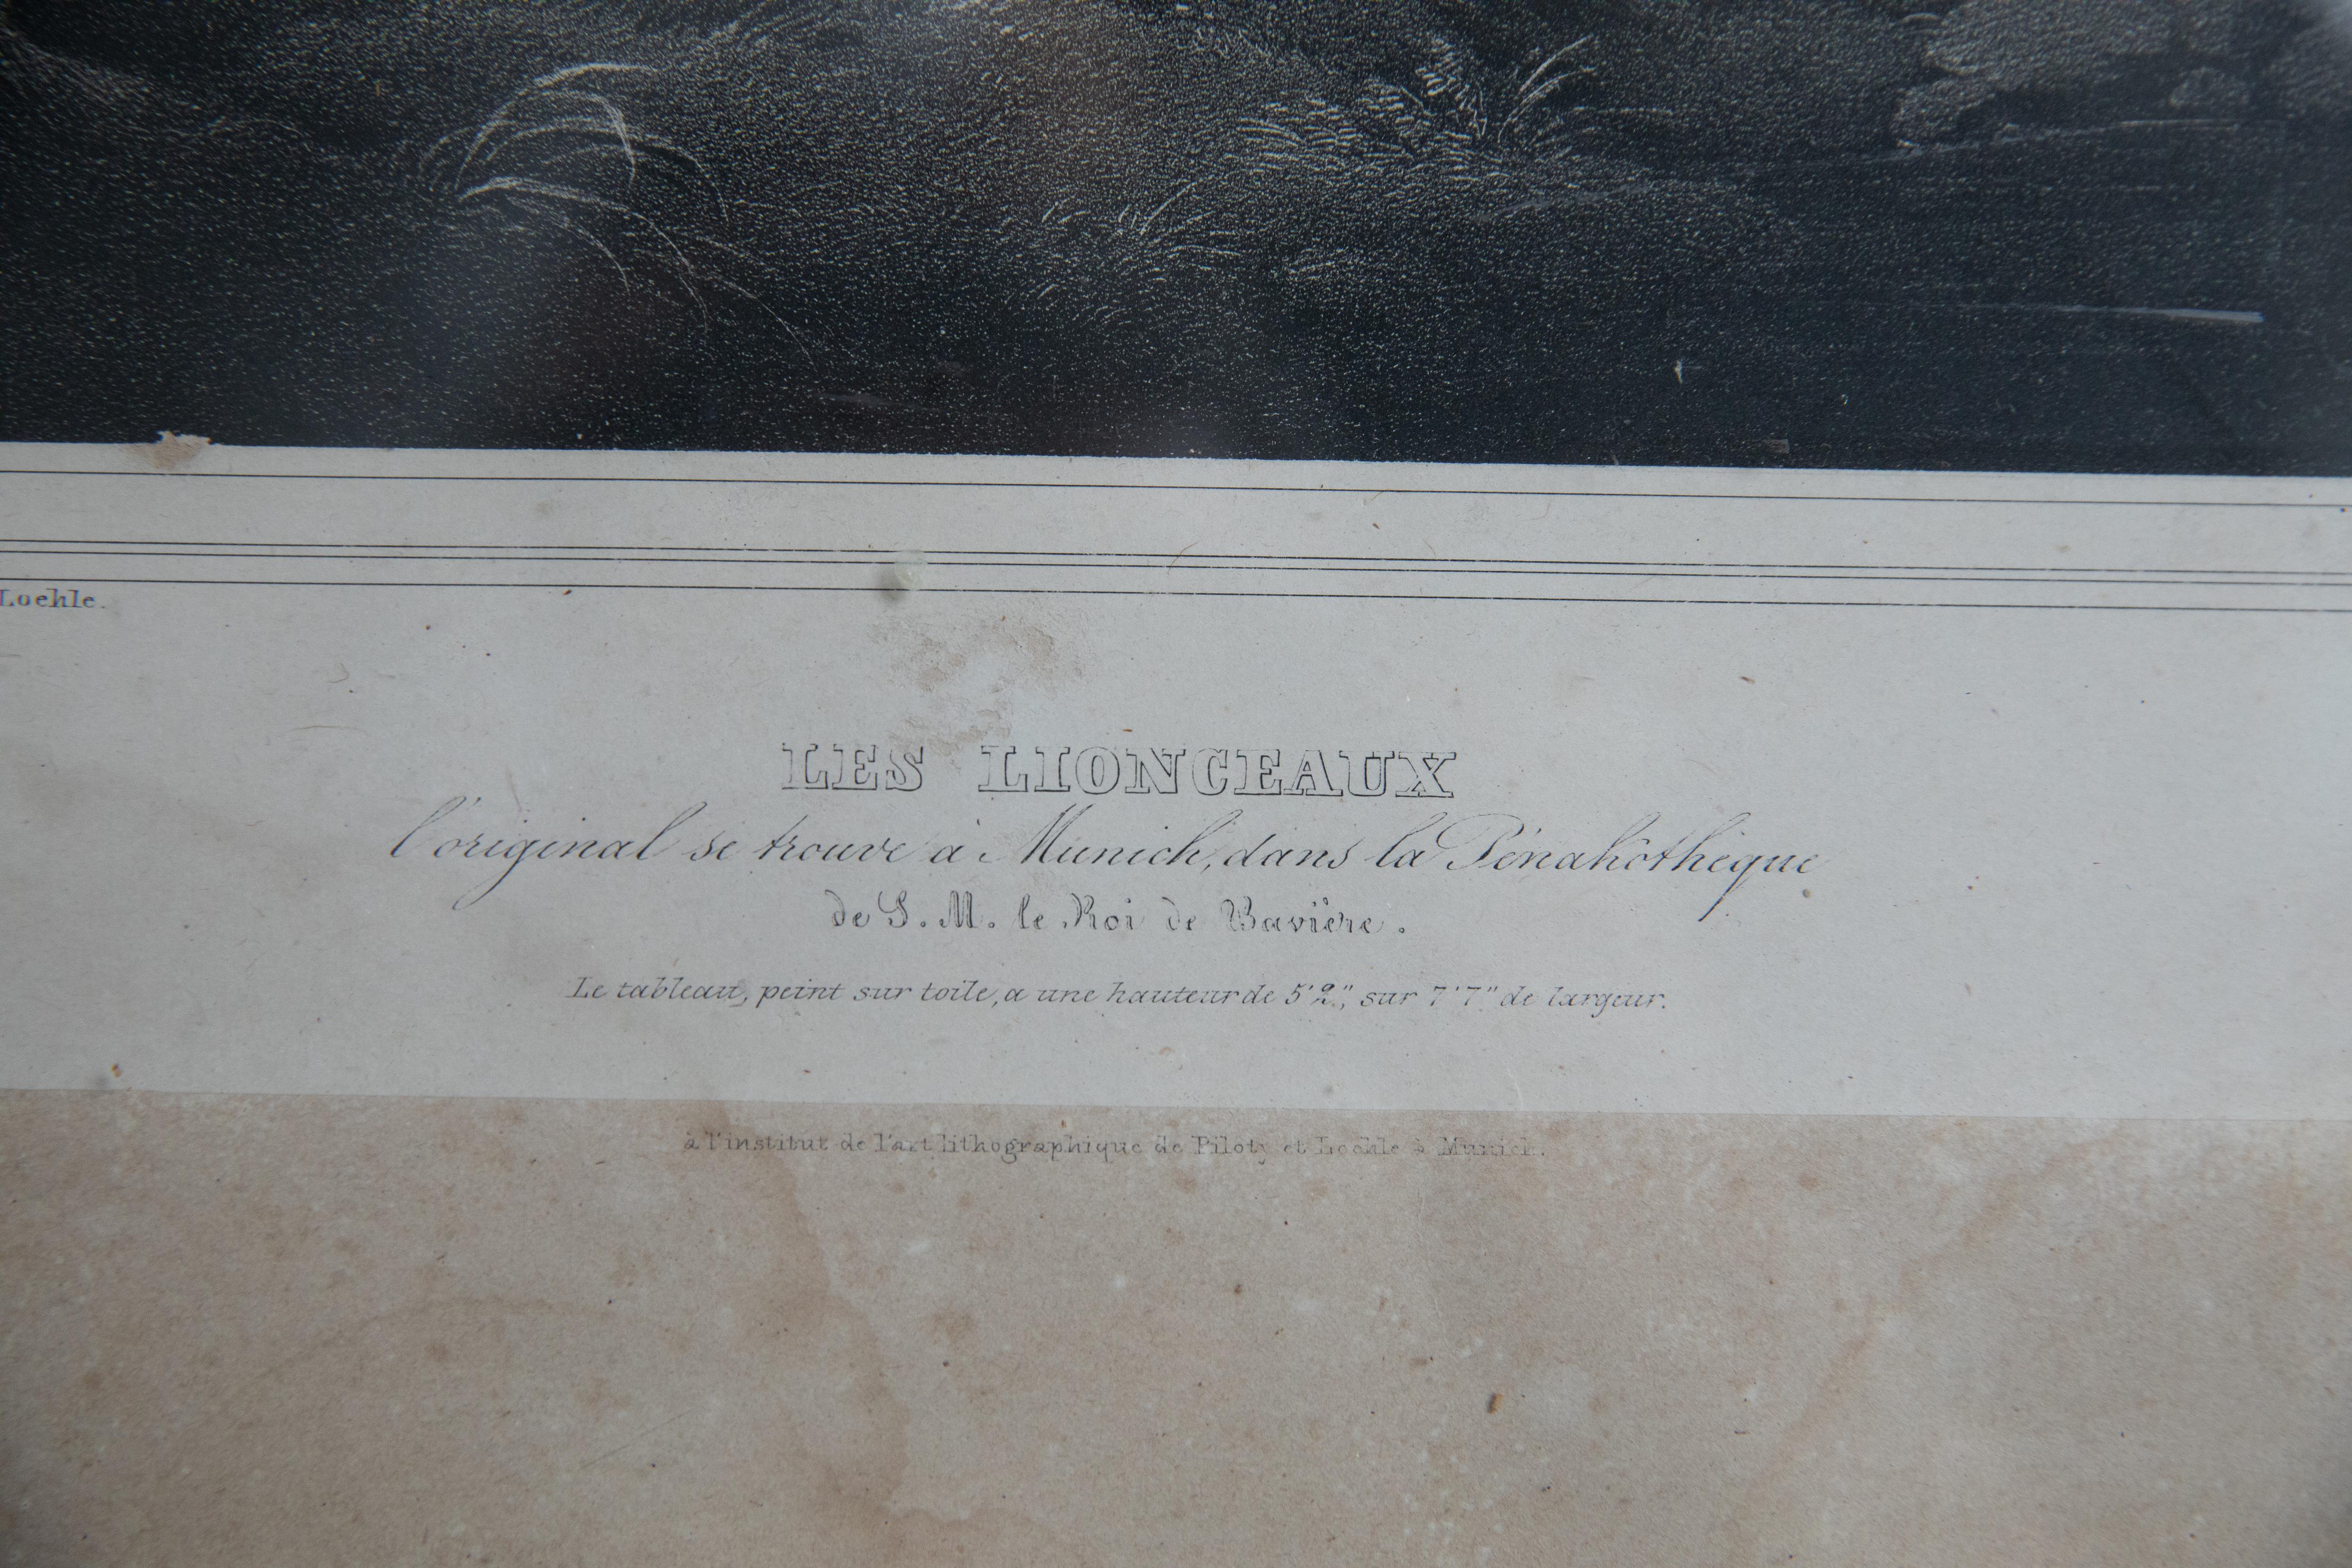 Loehle.
LES LIONCEAUX
l'original se trouve à Munich, dans la Pénakôthèque
de S. M. le Roi de Bavière.
Le tableau, peint sur toile, a une hauteur de 5' 2", sur 7' 7" de largeur.
à l'institut de l'art lithographique de Piloty et Loehle à Munich.